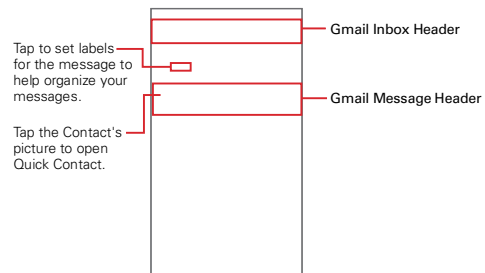 Gmail Inbox Header
Tap to set labels
for the message to
help organize your
messages.
Gmail Message Header
Tap the Contact's
picture to open
Quick Contact.